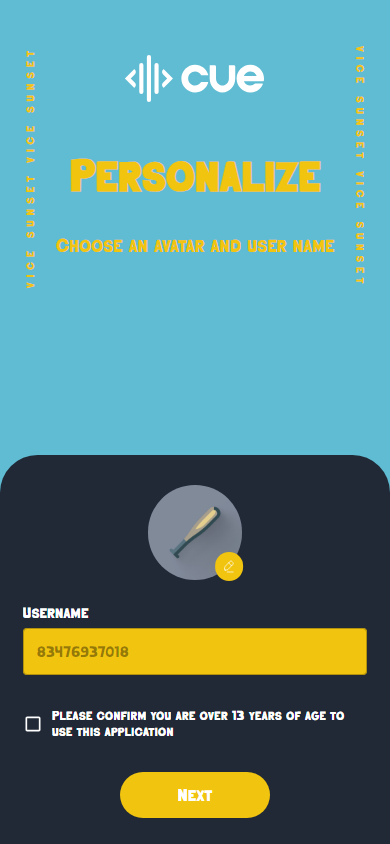 cue
VICE SUNSET VICE SUNSET
VICE SUNSET VICE SUNSET
Personalize
Choose an avatar and user name
Username
83476937018
Please confirm you are over 13 years of age to
use this application
Next